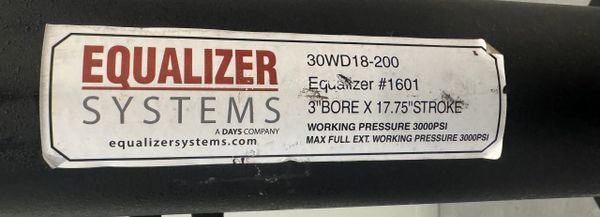 EQUALIZER
SYSTEMS
A DAYS COMPANY
equalizersystems.com
30WD18-200
Equalizer #1601
3"BORE X 17.75"STROKE
WORKING PRESSURE 3000PSI
MAX FULL EXT. WORKING PRESSURE 3000PSI